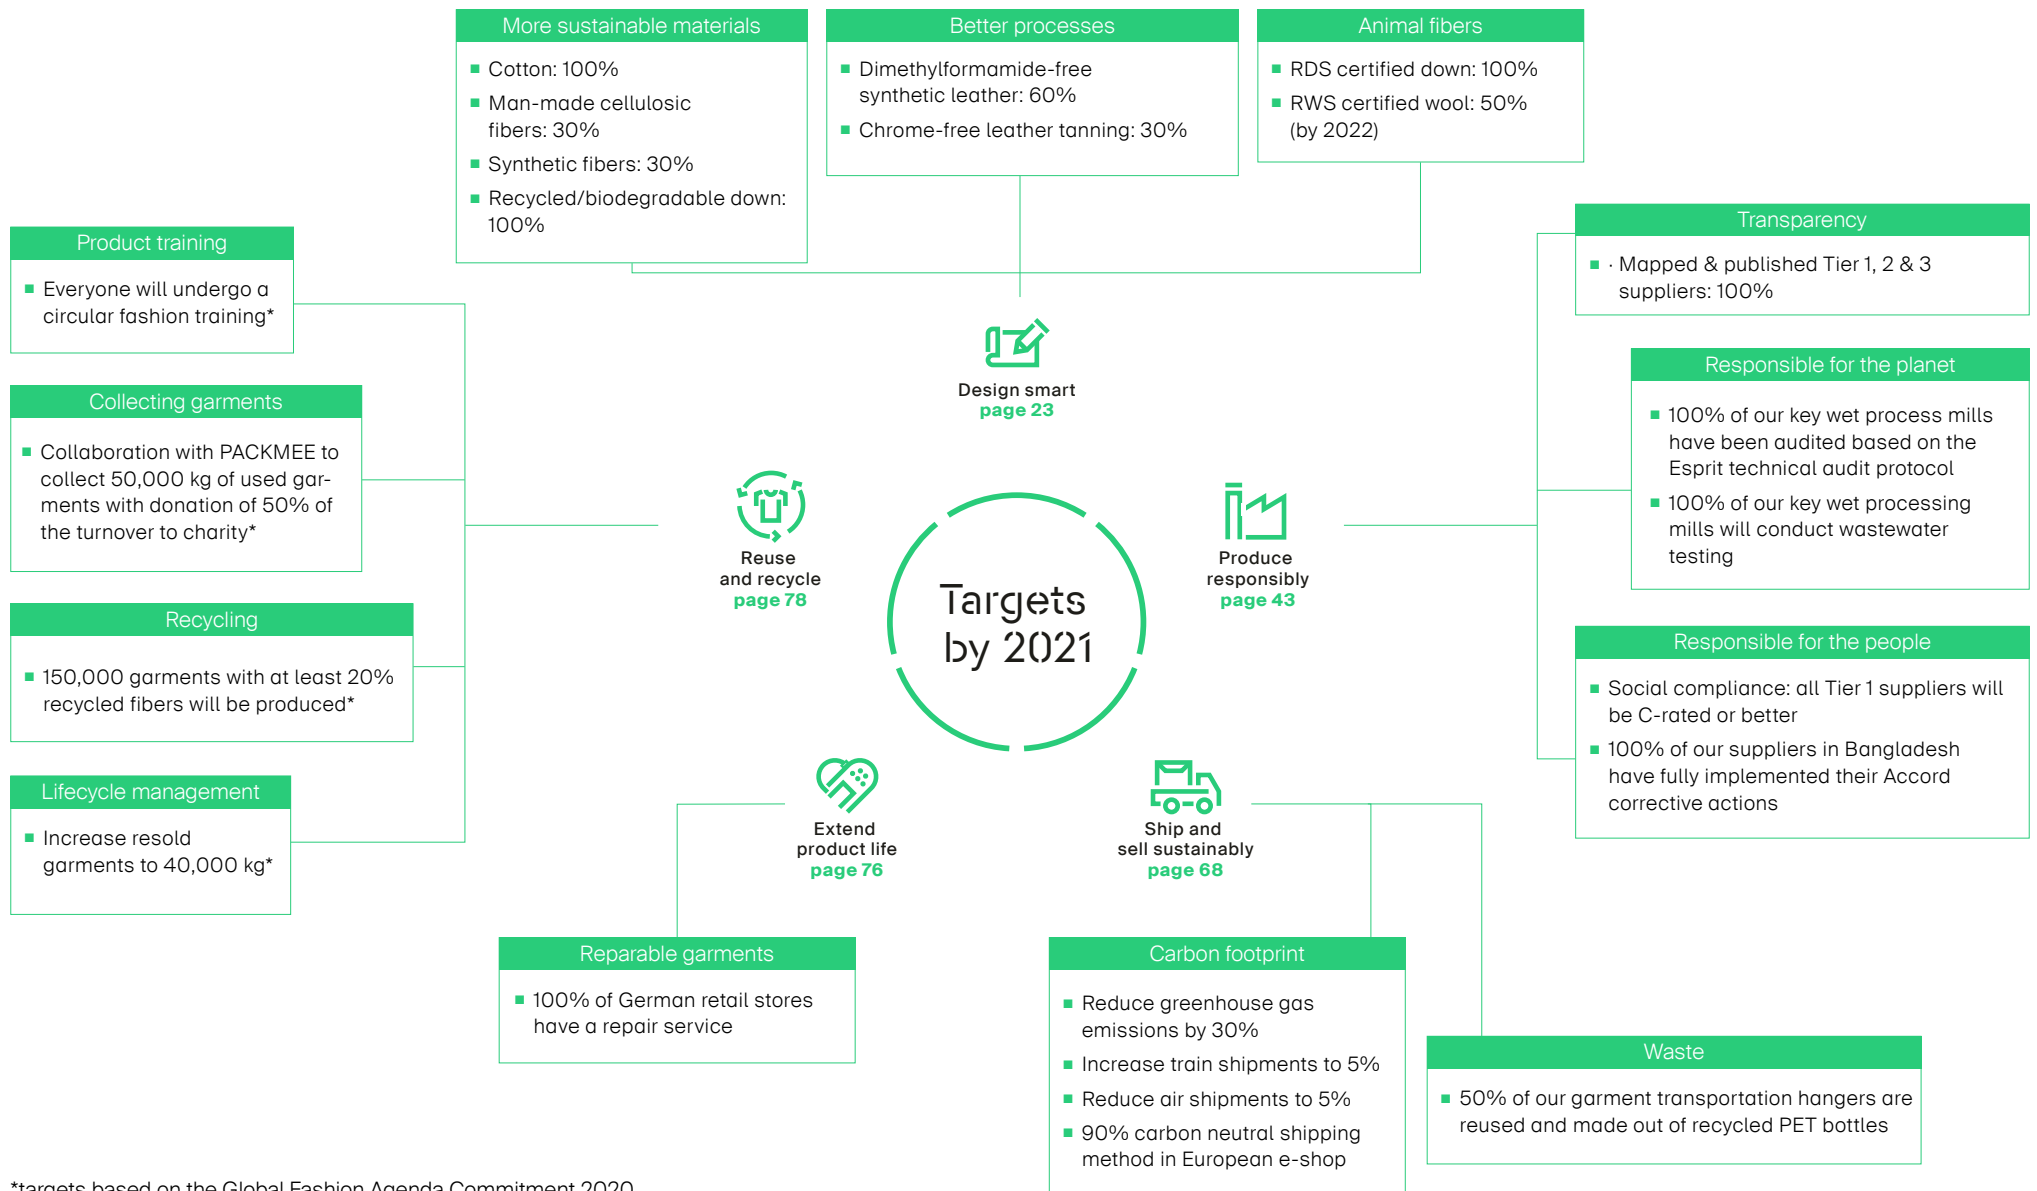 More sustainable materials
Cotton: 100%
Man-made cellulosic
fibers: 30%
Synthetic fibers: 30%
Recycled/biodegradable down:
100%
Better processes
Dimethylformamide-free
synthetic leather: 60%
Chrome-free leather tanning: 30%
Animal fibers
RDS certified down: 100%
RWS certified wool: 50%
(by 2022)
Product training
Everyone will undergo a
circular fashion training*
Collecting garments
Collaboration with PACKMEE to
collect 50,000 kg of used gar-
ments with donation of 50% of
the turnover to charity*
Recycling
150,000 garments with at least 20%
recycled fibers will be produced*
Lifecycle management
Increase resold
garments to 40,000 kg*
Design smart
page 23
Reuse
and recycle
page 78
Targets
by 2021
Produce
responsibly
page 43
Extend
product life
page 76
Ship and
sell sustainably
page 68
Transparency
· Mapped & published Tier 1, 2 & 3
suppliers: 100%
Responsible for the planet
100% of our key wet process mills
have been audited based on the
Esprit technical audit protocol
100% of our key wet processing
mills will conduct wastewater
testing
Responsible for the people
Social compliance: all Tier 1 suppliers will
be C-rated or better
100% of our suppliers in Bangladesh
have fully implemented their Accord
corrective actions
Reparable garments
100% of German retail stores
have a repair service
Carbon footprint
Reduce greenhouse gas
emissions by 30%
Increase train shipments to 5%
Reduce air shipments to 5%
90% carbon neutral shipping
method in European e-shop
Waste
50% of our garment transportation hangers are
reused and made out of recycled PET bottles
*targets based on the Global Fashion Agenda Commitment 2020